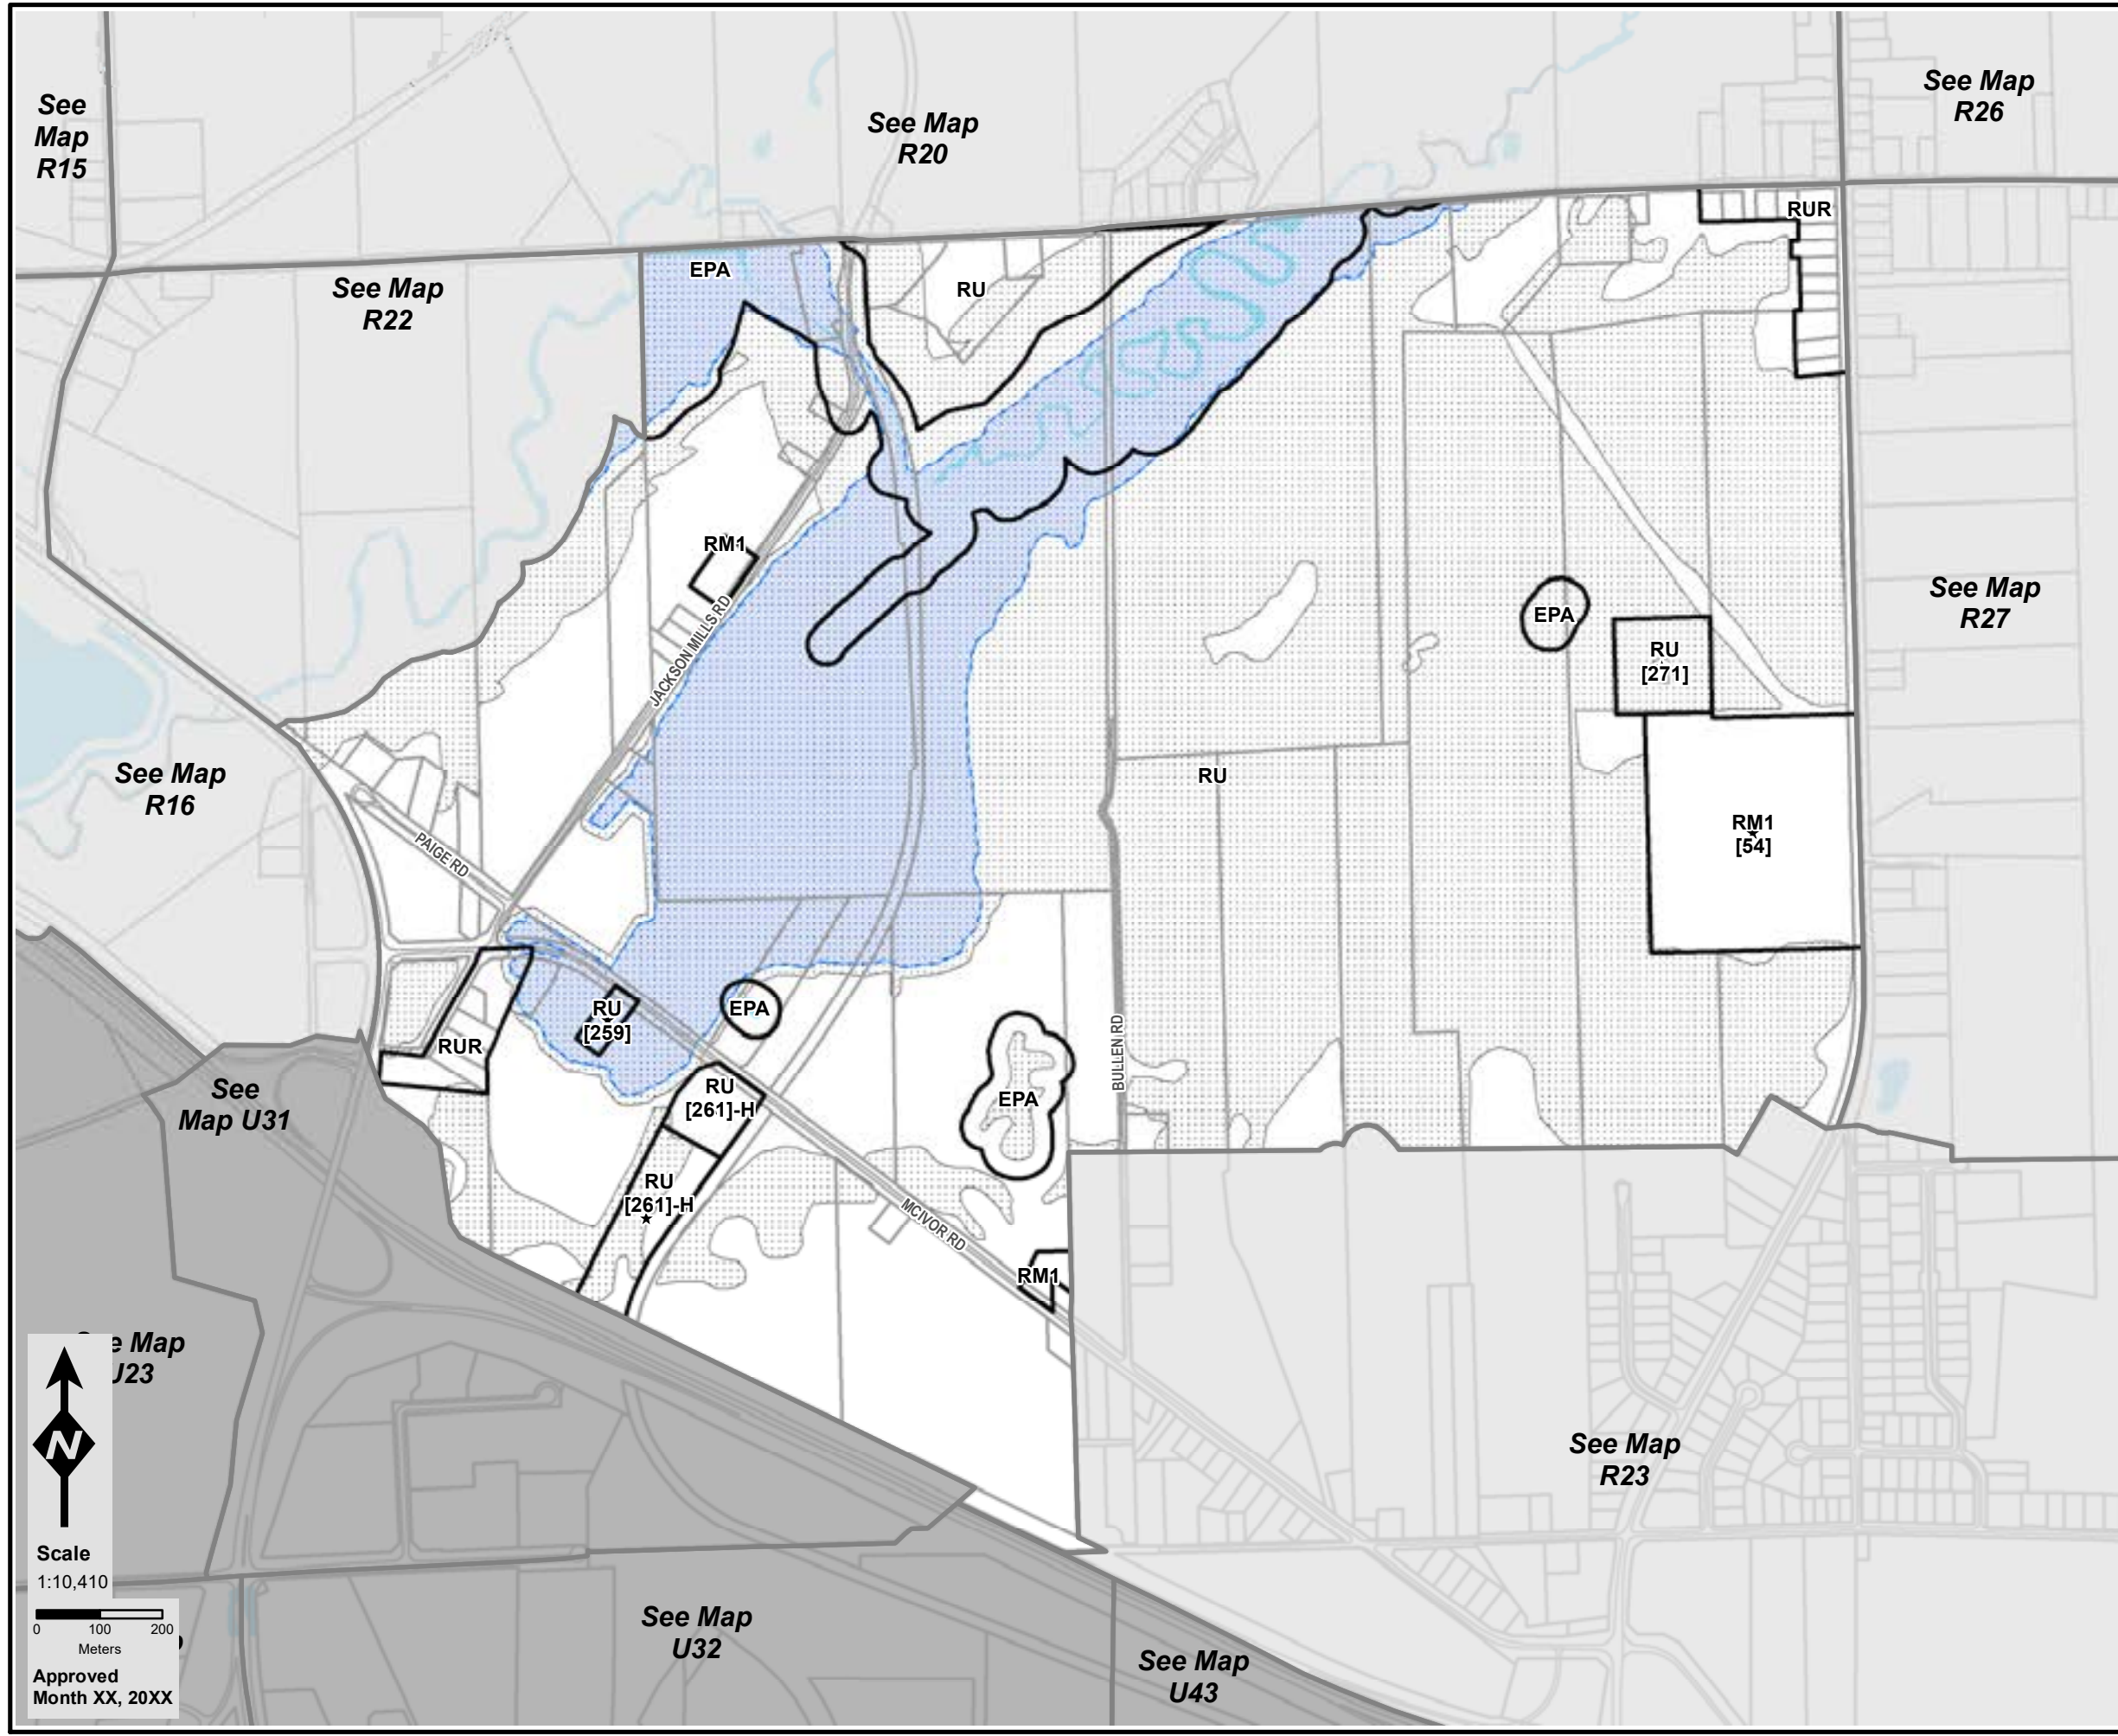 See
Map
R15
See Map
R20
See Map
R26
See Map
R22
EPA
RU
RUR
RM1
JACKSON MILLS RD
EPA
RU
[271]
See Map
R27
See Map
R16
PAIGE RD
RU
RM1
[54]
RU
[259]
EPA
RUR
RU
[261]-H
EPA
BULLEN RD
See
Map U31
RU
[261]-H
MCIVOR RD
RM1
e Map
U23
N
See Map
R23
Scale
1:10,410
0 100 200
Meters
Approved
Month XX, 20XX
See Map
U32
See Map
U43